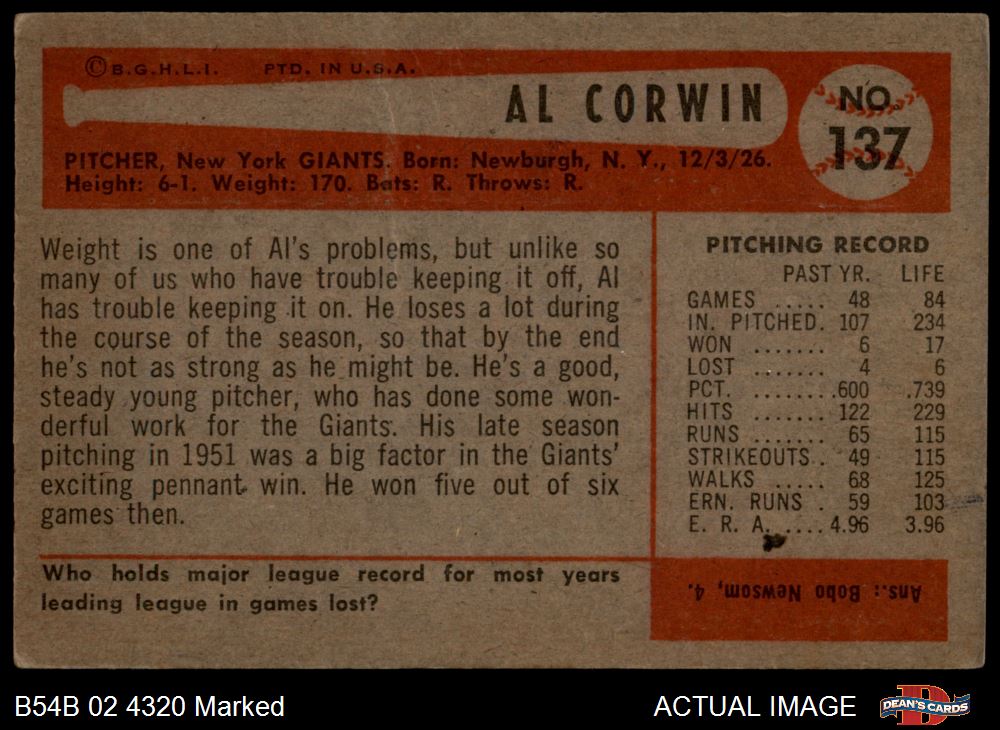 © B.G.H.L.I. PTD. IN U.S.A.
AL CORWIN
NO.
137
PITCHER, New York GIANTS. Born: Newburgh, N. Y., 12/3/26.
Height: 6-1. Weight: 170. Bats: R. Throws: R.
Weight is one of Al's problems, but unlike so
many of us who have trouble keeping it off, Al
has trouble keeping it on. He loses a lot during
the course of the season, so that by the end
he's not as strong as he might be. He's a good,
steady young pitcher, who has done some won-
derful work for the Giants. His late season
pitching in 1951 was a big factor in the Giants'
exciting pennant win. He won five out of six
games then.
PITCHING RECORD
PAST YR. LIFE
GAMES ..... 48 84
IN. PITCHED. 107 234
WON ....... 6 17
LOST ....... 4 6
PCT. ........600 .739
HITS ........ 122 229
RUNS ....... 65 115
STRIKEOUTS.. 49 115
WALKS ..... 68 125
ERN. RUNS . 59 103
E. R. A. ....4.96 3.96
Who holds major league record for most years
leading league in games lost?
Ans.: Bobo Newsom, 4.
B54B 02 4320 Marked
ACTUAL IMAGE
D
DEAN'S CARDS